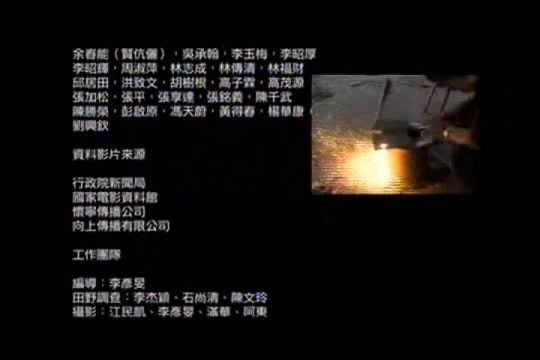 余春能（賢伉儷），吳承翰，李玉梅，李昭厚
李昭輝，周淑萍，林志成，林傳清，林福財
邱居田，洪致文，胡樹根，高子霖，高茂源
張加松，張平，張享達，張銘義，陳千武
陳勝榮，彭啟原，馮天蔚，黃得春，楊華康，
劉興欽
資料影片來源
行政院新聞局
國家電影資料館
懷寧傳播公司
向上傳播有限公司
工作團隊
編導：李彥旻
田野調查：李杰穎、石尚清、陳文玲
攝影：江民飢、李彥旻、滿華、阿東